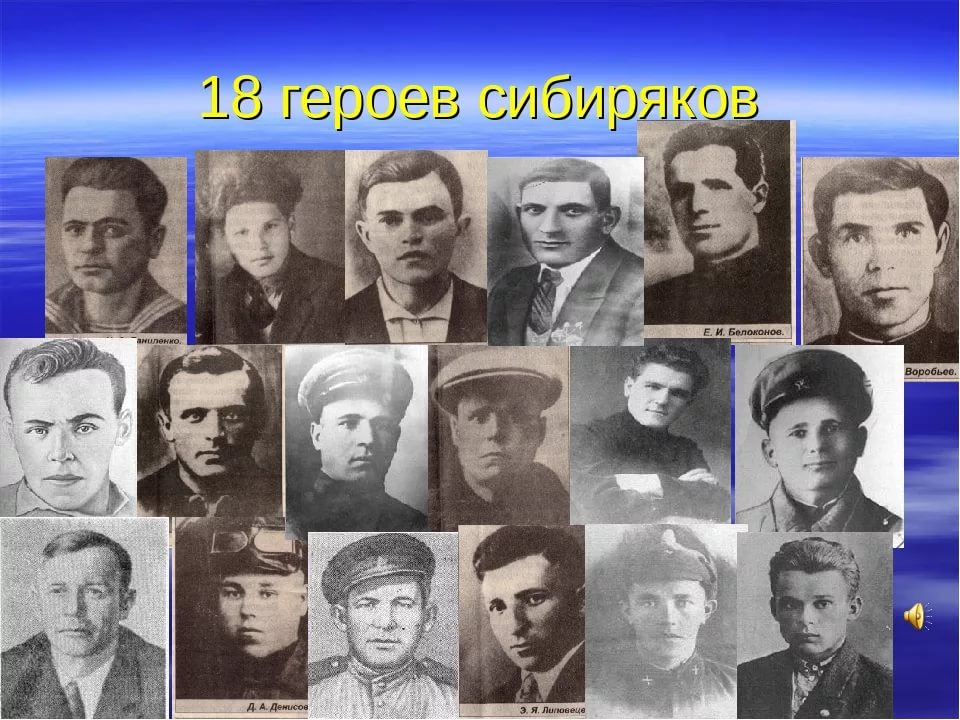 18 героев сибиряков
Е. И. Белоконов.
Воробьев.
Д. А. Денисов
Э. Я. Липовецк